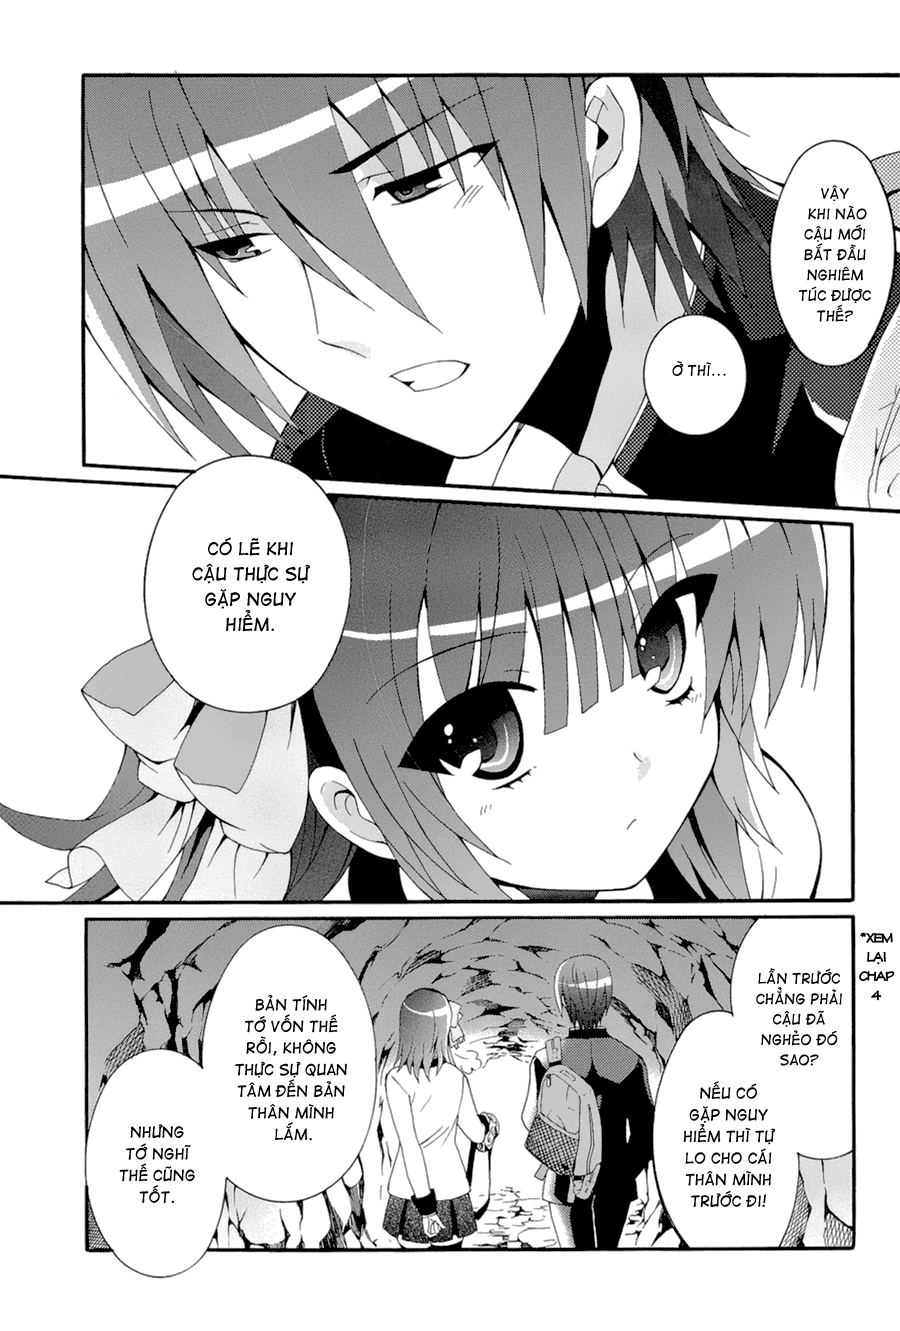 VẬY
KHI NÀO
CẬU MỚI
BẮT ĐẦU
NGHIÊM
TÚC ĐƯỢC
THẾ?
Ờ THÌ...
CÓ LẼ KHI
CẬU THỰC SỰ
GẶP NGUY
HIỂM.
*XEM
LẠI
CHAP
4
LẦN TRƯỚC
CHẲNG PHẢI
CẬU ĐÃ
NGHẺO ĐÓ
SAO?
NẾU CÓ
GẶP NGUY
HIỂM THÌ TỰ
LO CHO CÁI
THÂN MÌNH
TRƯỚC ĐI!
BẢN TÍNH
TỚ VỐN THẾ
RỒI, KHÔNG
THỰC SỰ QUAN
TÂM ĐẾN BẢN
THÂN MÌNH
LẮM.
NHƯNG
TỚ NGHĨ
THẾ CŨNG
TỐT.